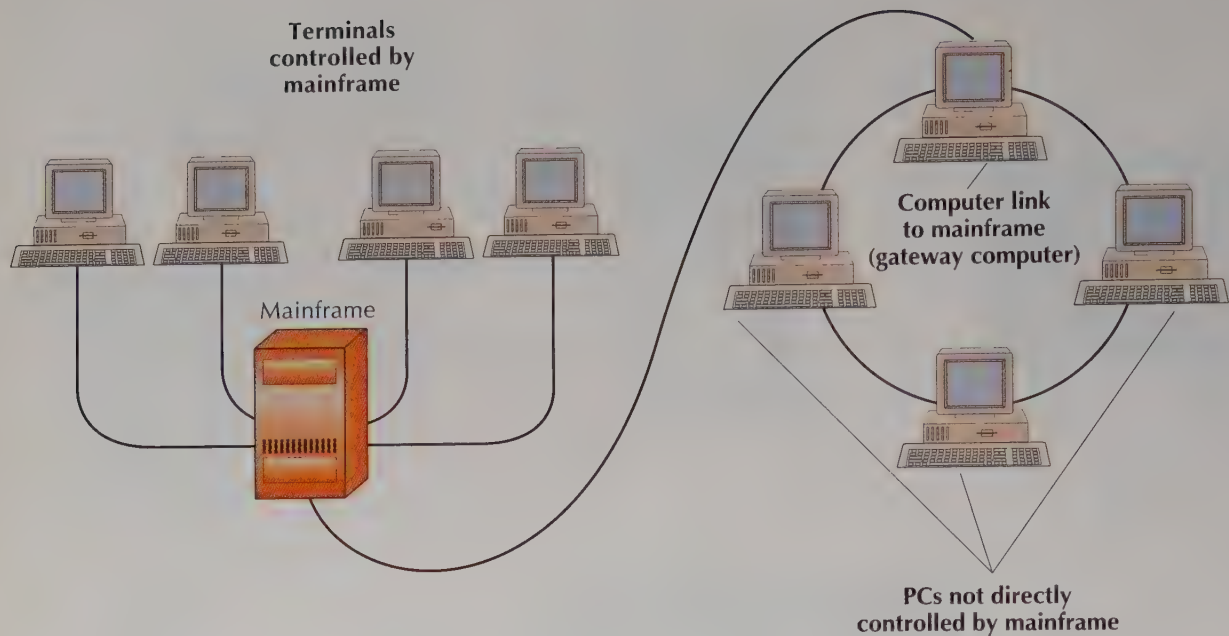 Terminals
controlled by
mainframe
Mainframe
Computer link
to mainframe
(gateway computer)
PCs not directly
controlled by mainframe